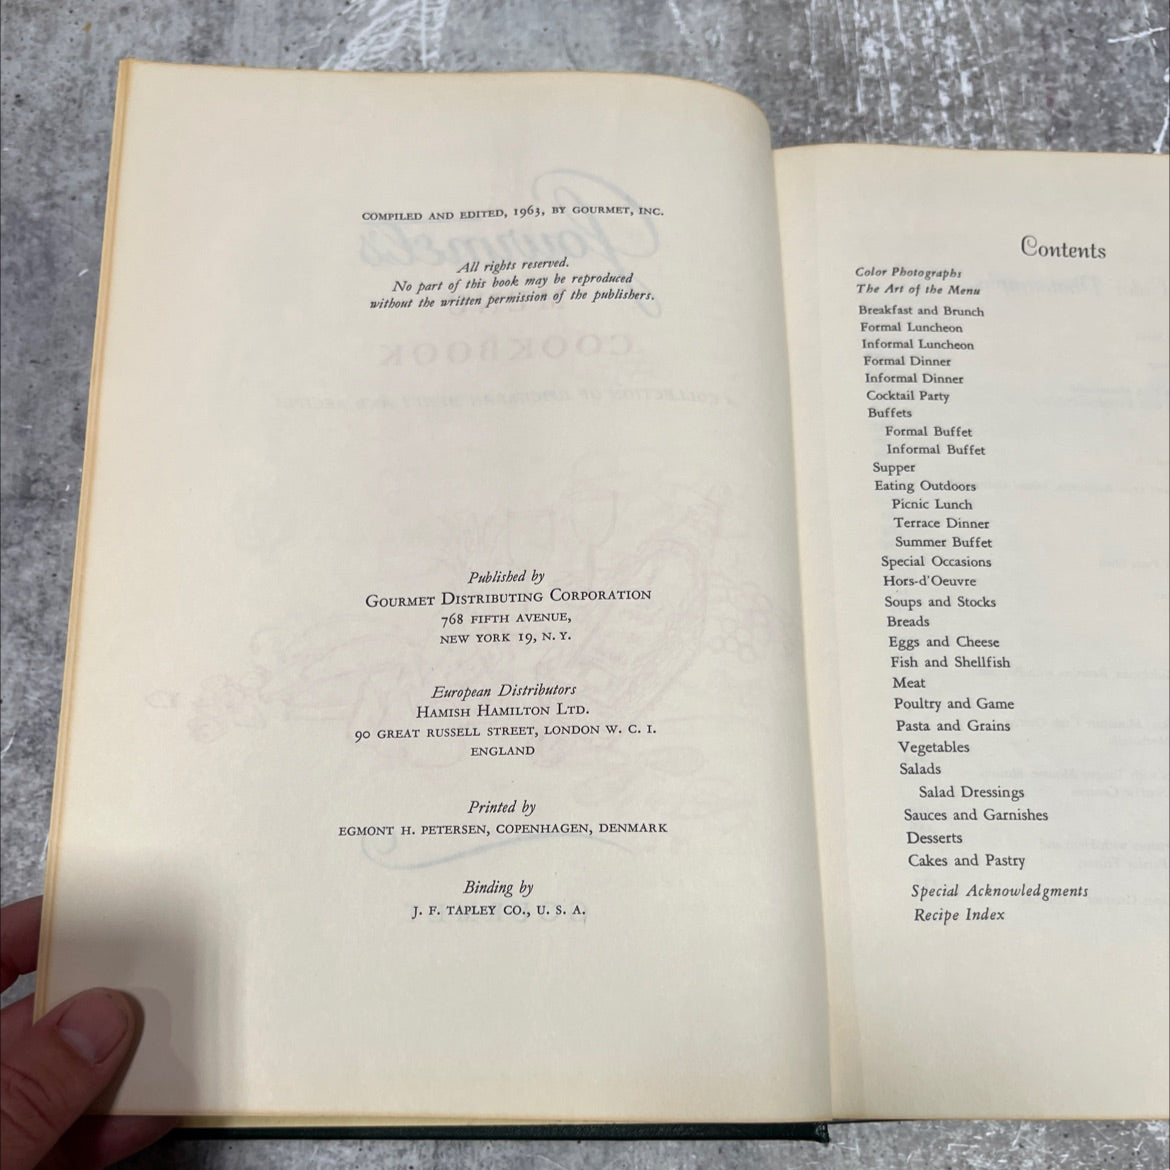 COMPILED AND EDITED, 1963, BY GOURMET, INC.
All rights reserved.
No part of this book may be reproduced
without the written permission of the publishers.
Published by
GOURMET DISTRIBUTING CORPORATION
768 FIFTH AVENUE,
NEW YORK 19, N. Y.
European Distributors
HAMISH HAMILTON LTD.
90 GREAT RUSSELL STREET, LONDON W. C. I.
ENGLAND
Printed by
EGMONT H. PETERSEN, COPENHAGEN, DENMARK
Binding by
J. F. TAPLEY CO., U. S. A.
Contents
Color Photographs
The Art of the Menu
Breakfast and Brunch
Formal Luncheon
Informal Luncheon
Formal Dinner
Informal Dinner
Cocktail Party
Buffets
Formal Buffet
Informal Buffet
Supper
Eating Outdoors
Picnic Lunch
Terrace Dinner
Summer Buffet
Special Occasions
Hors-d'Oeuvre
Soups and Stocks
Breads
Eggs and Cheese
Fish and Shellfish
Meat
Poultry and Game
Pasta and Grains
Vegetables
Salads
Salad Dressings
Sauces and Garnishes
Desserts
Cakes and Pastry
Special Acknowledgments
Recipe Index